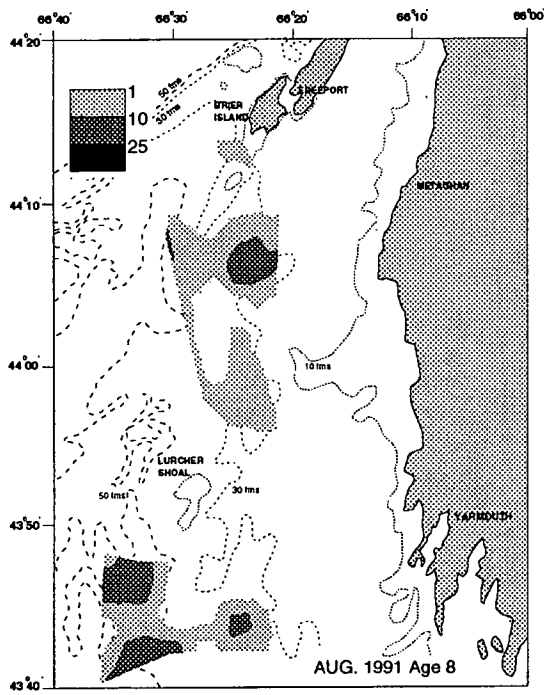 66°40' 66°30' 66°20' 66°10' 66°00'
44°20'
50 fms
1
10
25
FREEPORT
BRIER
ISLAND
METAGHAN
44°10'
44°00'
10 fms
LURCHER
SHOAL
50 fms
30 fms
43°50'
YARMOUTH
43°40'
AUG. 1991 Age 8